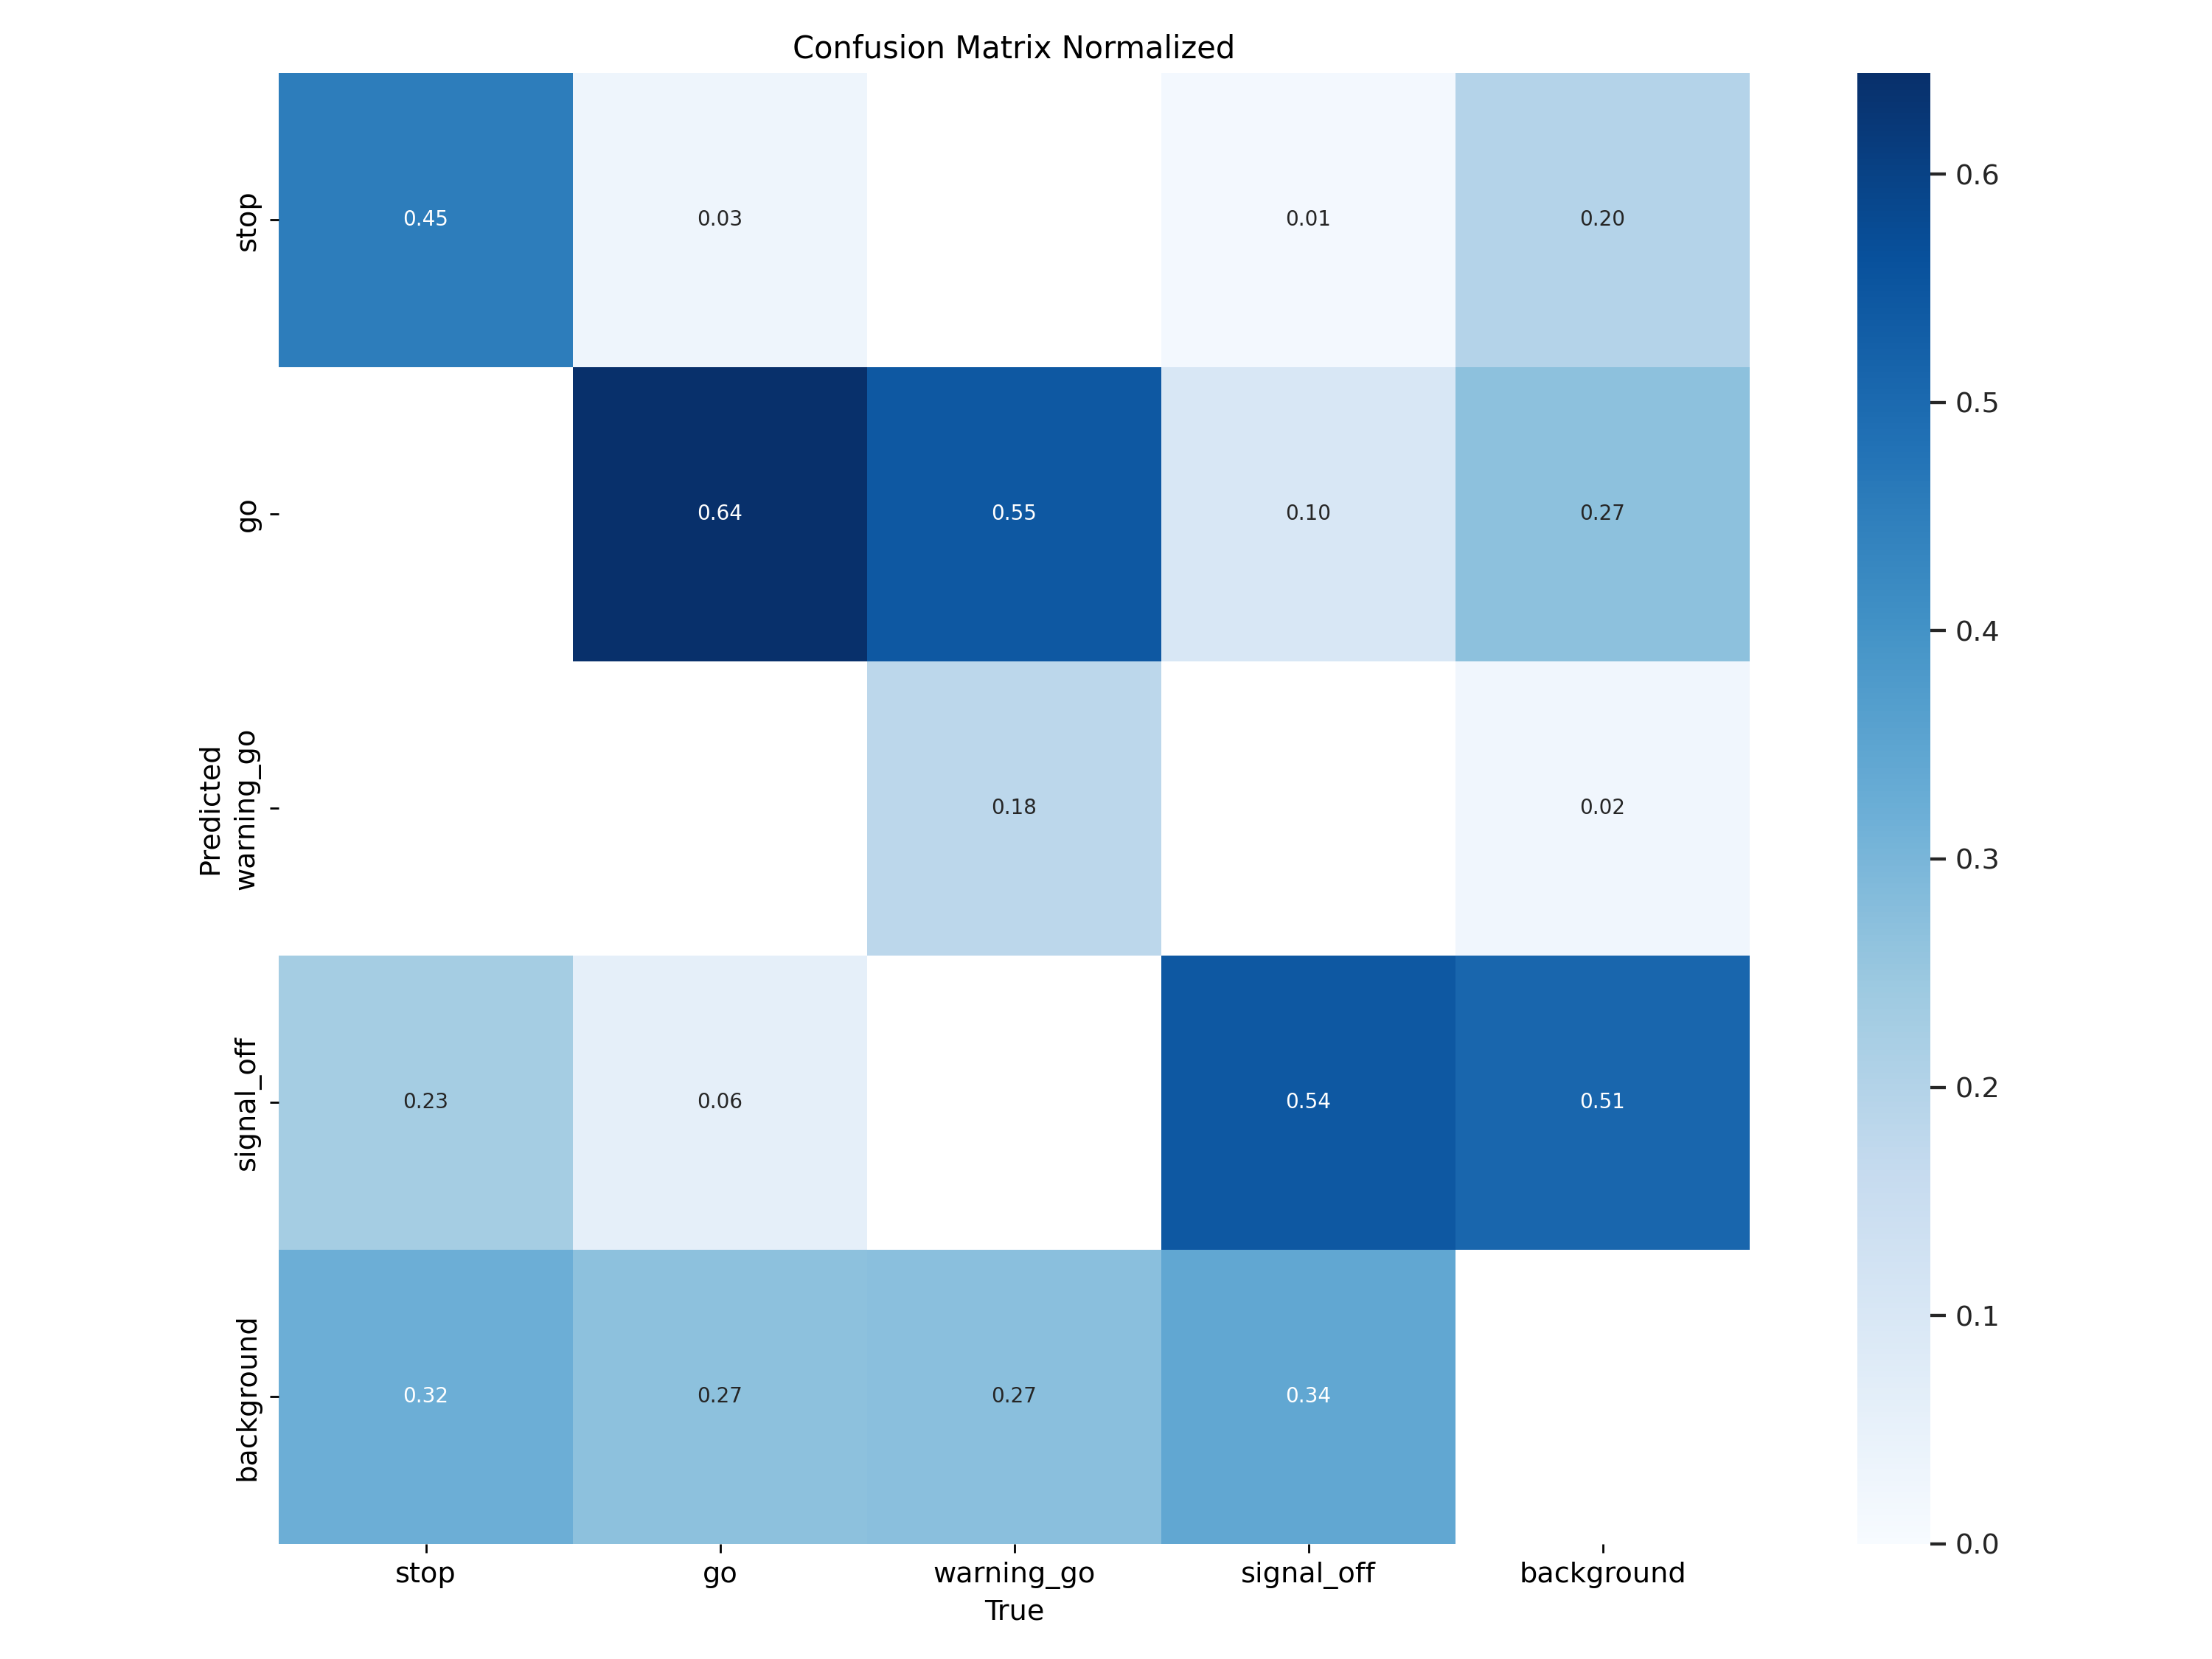 Confusion Matrix Normalized
stop
0.45
0.03
0.01
0.20
go
0.64
0.55
0.10
0.27
Predicted
warning_go
0.18
0.02
signal_off
0.23
0.06
0.54
0.51
background
0.32
0.27
0.27
0.34
stop
go
warning_go
signal_off
background
True
0.6
0.5
0.4
0.3
0.2
0.1
0.0